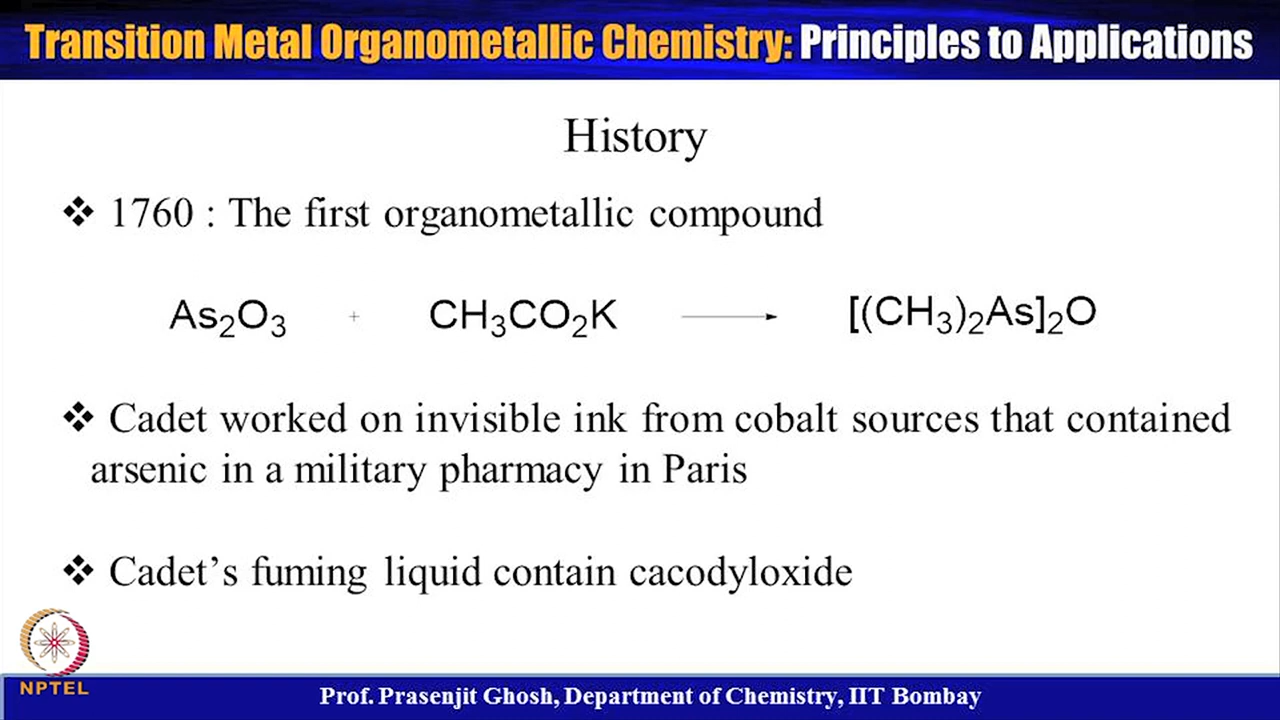 Transition Metal Organometallic Chemistry: Principles to Applications
History
❖ 1760 : The first organometallic compound
As₂O₃ + CH₃CO₂K ⟶ [(CH₃)₂As]₂O
❖ Cadet worked on invisible ink from cobalt sources that contained
arsenic in a military pharmacy in Paris
❖ Cadet’s fuming liquid contain cacodyloxide
NPTEL
Prof. Prasenjit Ghosh, Department of Chemistry, IIT Bombay